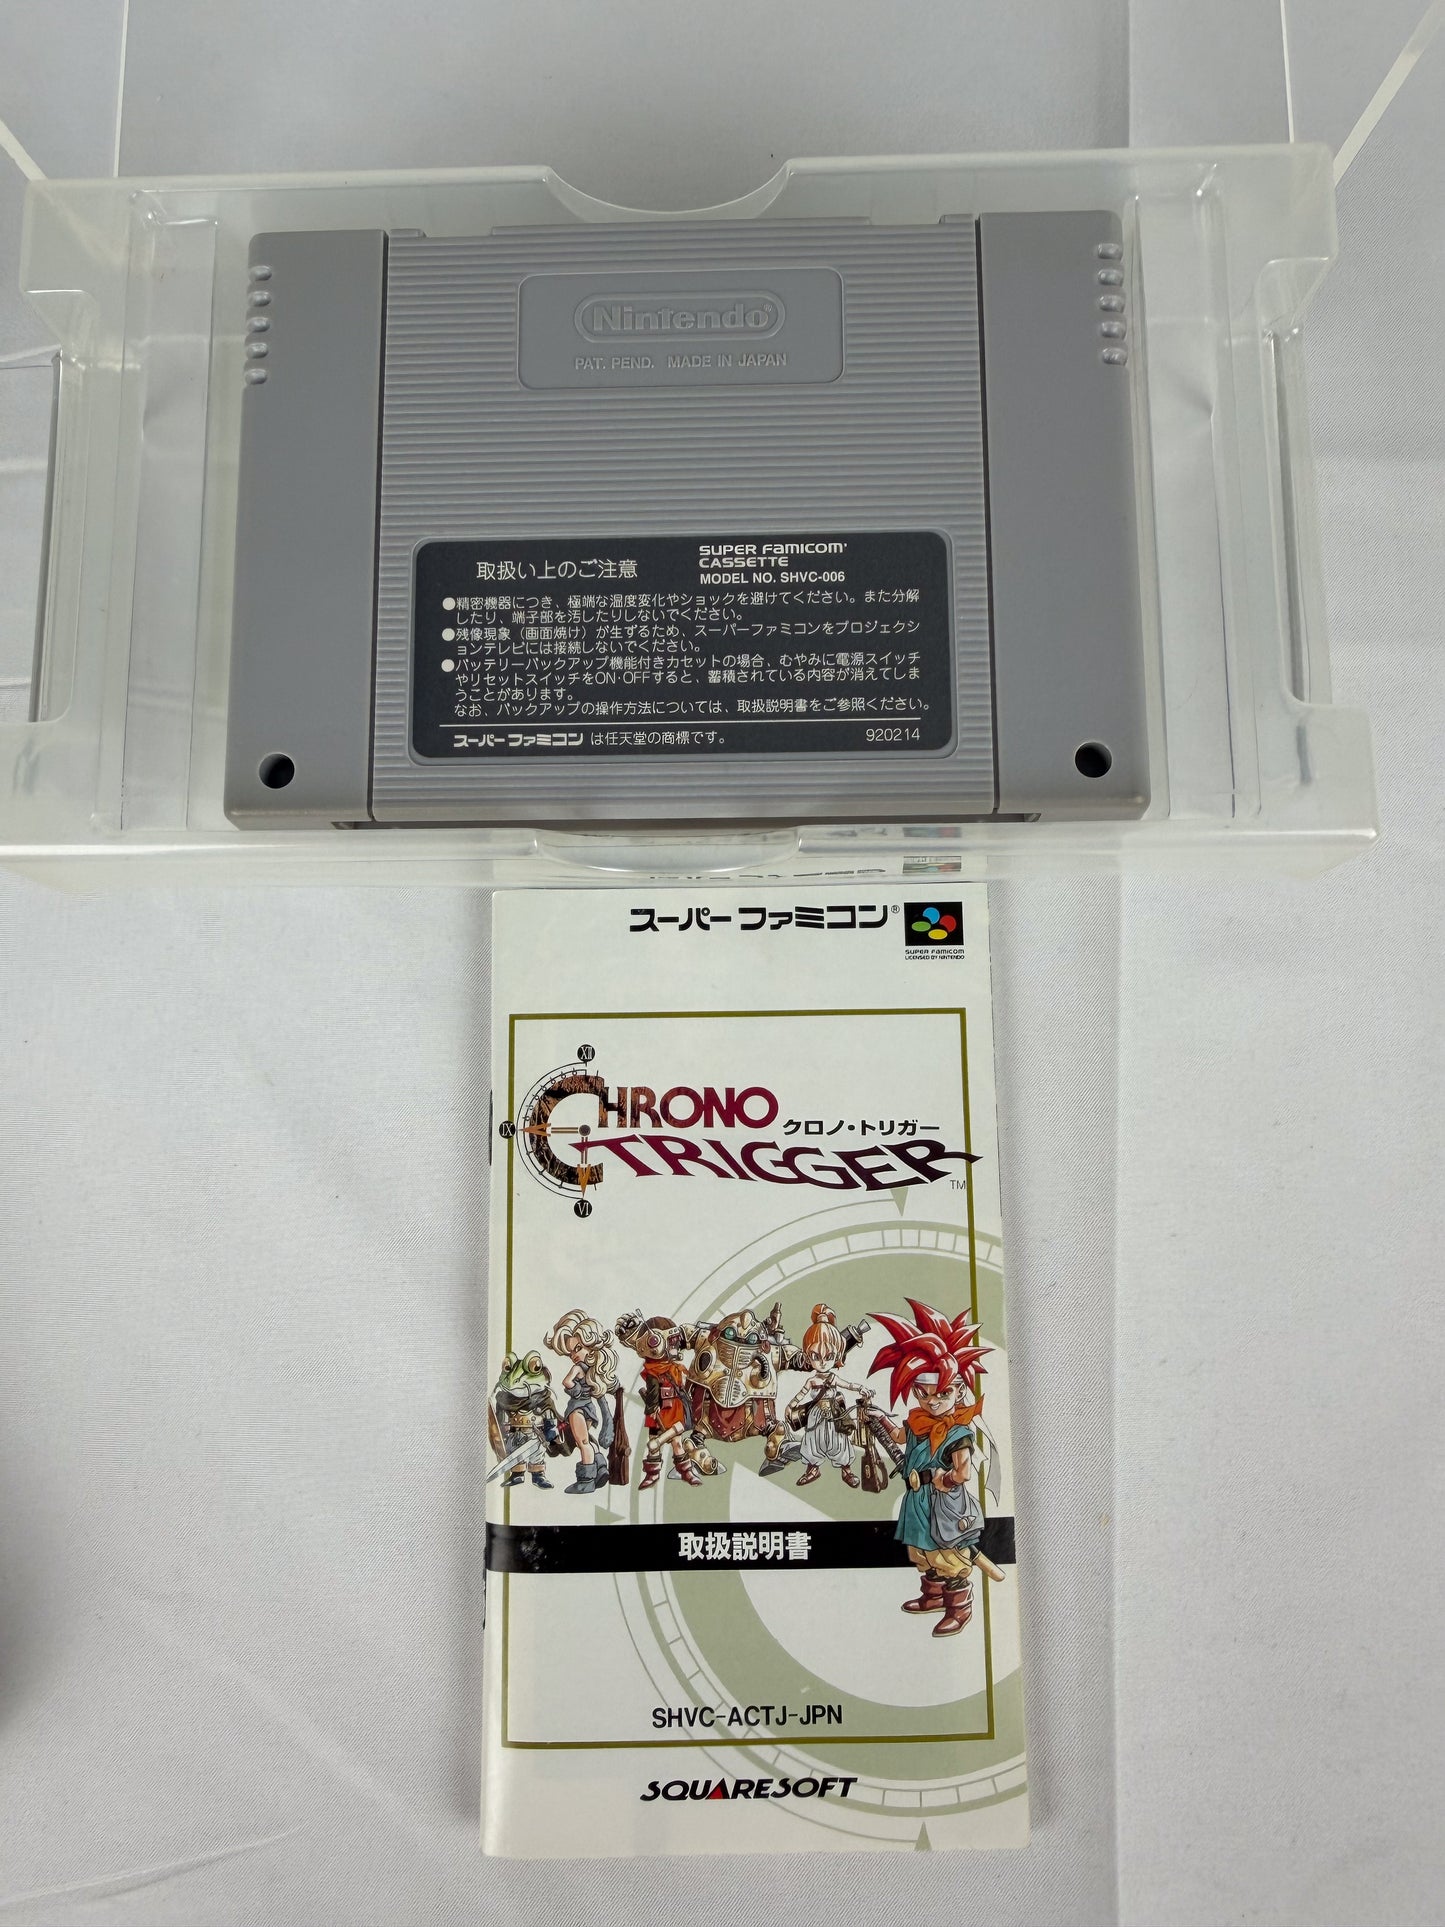 Nintendo®
PAT. PEND. MADE IN JAPAN
取扱い上のご注意
SUPER FAMICOM
CASSETTE
MODEL NO. SHVC-006
●精密機器につき、極端な温度変化やショックを避けてください。また分解
したり、端子部を汚したりしないでください。
●残像現象（画面焼け）が生ずるため、スーパーファミコンをプロジェクシ
ョンテレビには接続しないでください。
●バッテリーバックアップ機能付きカセットの場合、むやみに電源スイッチ
やリセットスイッチをON・OFFすると、蓄積されている内容が消えてしま
うことがあります。
なお、バックアップの操作方法については、取扱説明書をご参照ください。
スーパーファミコン は任天堂の商標です。 920214
スーパーファミコン®
SUPER FAMICOM
LICENSED BY NINTENDO
XII
IX
VI
CHRONO
クロノ・トリガー
TRIGGER
TM
取扱説明書
SHVC-ACTJ-JPN
SQUARESOFT